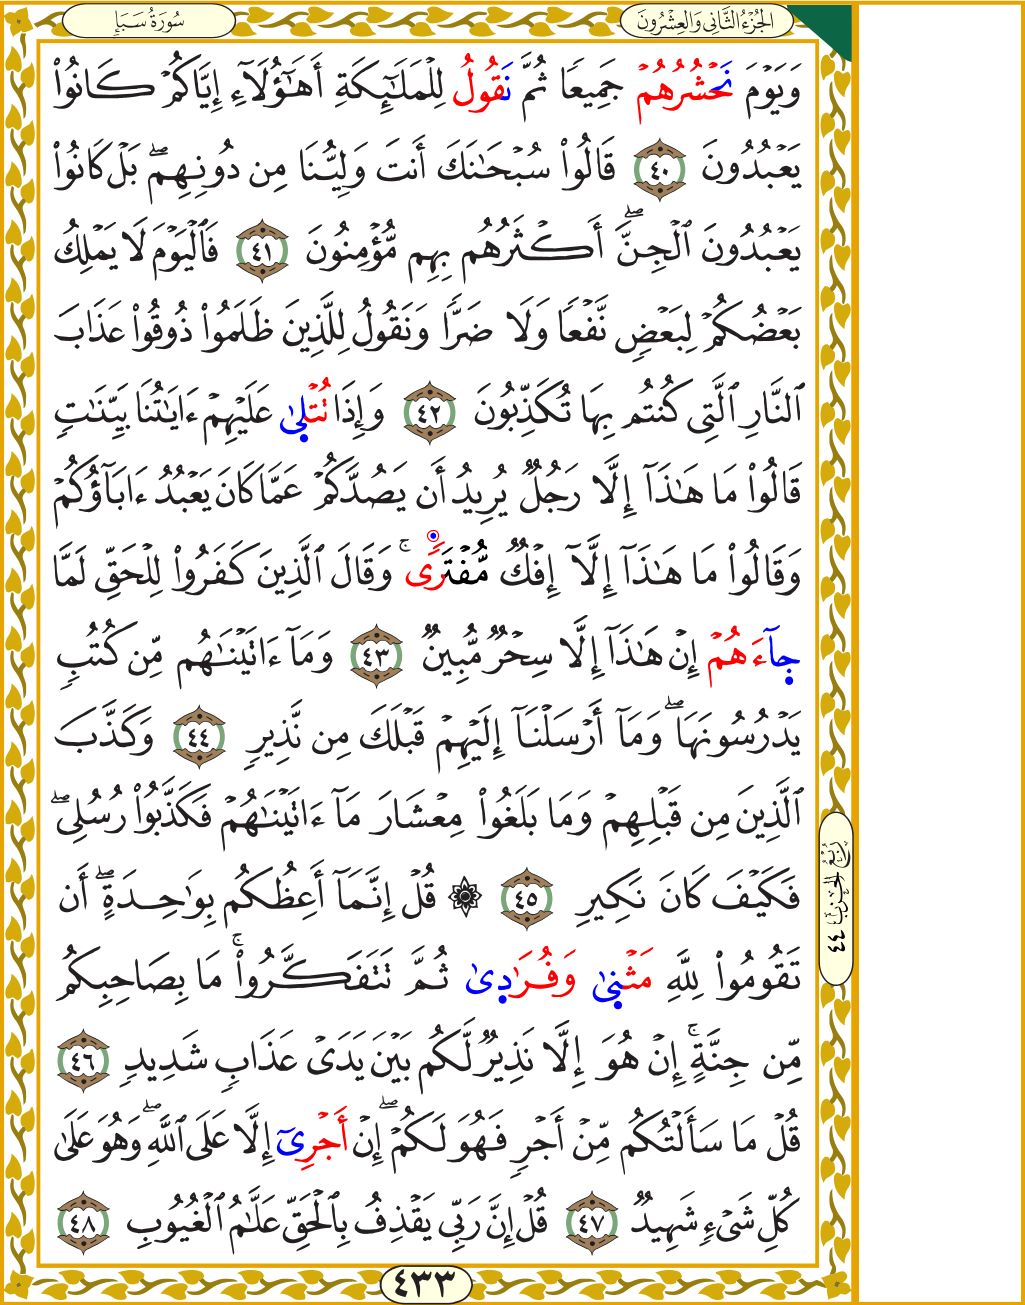 سُورَةُ سَبَإٍ
الجُزْءُ الثَّانِي وَالعِشْرُونَ
وَيَوْمَ نَحْشُرُهُمْ جَمِيعًا ثُمَّ نَقُولُ لِلْمَلَٰٓئِكَةِ أَهَٰٓؤُلَآءِ إِيَّاكُمْ كَانُوا۟
يَعْبُدُونَ ٤٠ قَالُوا۟ سُبْحَٰنَكَ أَنتَ وَلِيُّنَا مِن دُونِهِم ۖ بَلْ كَانُوا۟
يَعْبُدُونَ ٱلْجِنَّ ۖ أَكْثَرُهُم بِهِم مُّؤْمِنُونَ ٤١ فَٱلْيَوْمَ لَا يَمْلِكُ
بَعْضُكُمْ لِبَعْضٍ نَّفْعًا وَلَا ضَرًّا وَنَقُولُ لِلَّذِينَ ظَلَمُوا۟ ذُوقُوا۟ عَذَابَ
ٱلنَّارِ ٱلَّتِى كُنتُم بِهَا تُكَذِّبُونَ ٤٢ وَإِذَا تُتْلَىٰ عَلَيْهِمْ ءَايَٰتُنَا بَيِّنَٰتٍ
قَالُوا۟ مَا هَٰذَآ إِلَّا رَجُلٌ يُرِيدُ أَن يَصُدَّكُمْ عَمَّا كَانَ يَعْبُدُ ءَابَآؤُكُمْ
وَقَالُوا۟ مَا هَٰذَآ إِلَّآ إِفْكٌ مُّفْتَرًى ۚ وَقَالَ ٱلَّذِينَ كَفَرُوا۟ لِلْحَقِّ لَمَّا
جَآءَهُمْ إِنْ هَٰذَآ إِلَّا سِحْرٌ مُّبِينٌ ٤٣ وَمَآ ءَاتَيْنَٰهُم مِّن كُتُبٍ
يَدْرُسُونَهَا ۖ وَمَآ أَرْسَلْنَآ إِلَيْهِمْ قَبْلَكَ مِن نَّذِيرٍ ٤٤ وَكَذَّبَ
ٱلَّذِينَ مِن قَبْلِهِمْ وَمَا بَلَغُوا۟ مِعْشَارَ مَآ ءَاتَيْنَٰهُمْ فَكَذَّبُوا۟ رُسُلِى ۖ
فَكَيْفَ كَانَ نَكِيرِ ٤٥ ۞ قُلْ إِنَّمَآ أَعِظُكُم بِوَٰحِدَةٍ ۖ أَن
تَقُومُوا۟ لِلَّهِ مَثْنَىٰ وَفُرَٰدَىٰ ثُمَّ تَتَفَكَّرُوا۟ ۚ مَا بِصَاحِبِكُم
مِّن جِنَّةٍ ۚ إِنْ هُوَ إِلَّا نَذِيرٌ لَّكُم بَيْنَ يَدَىْ عَذَابٍ شَدِيدٍ ٤٦
قُلْ مَا سَأَلْتُكُم مِّنْ أَجْرٍ فَهُوَ لَكُمْ ۖ إِنْ أَجْرِىَ إِلَّا عَلَى ٱللَّهِ ۖ وَهُوَ عَلَىٰ
كُلِّ شَىْءٍ شَهِيدٌ ٤٧ قُلْ إِنَّ رَبِّى يَقْذِفُ بِٱلْحَقِّ عَلَّٰمُ ٱلْغُيُوبِ ٤٨
رُبْعُ الحِزْبِ ٤٤
٤٣٣